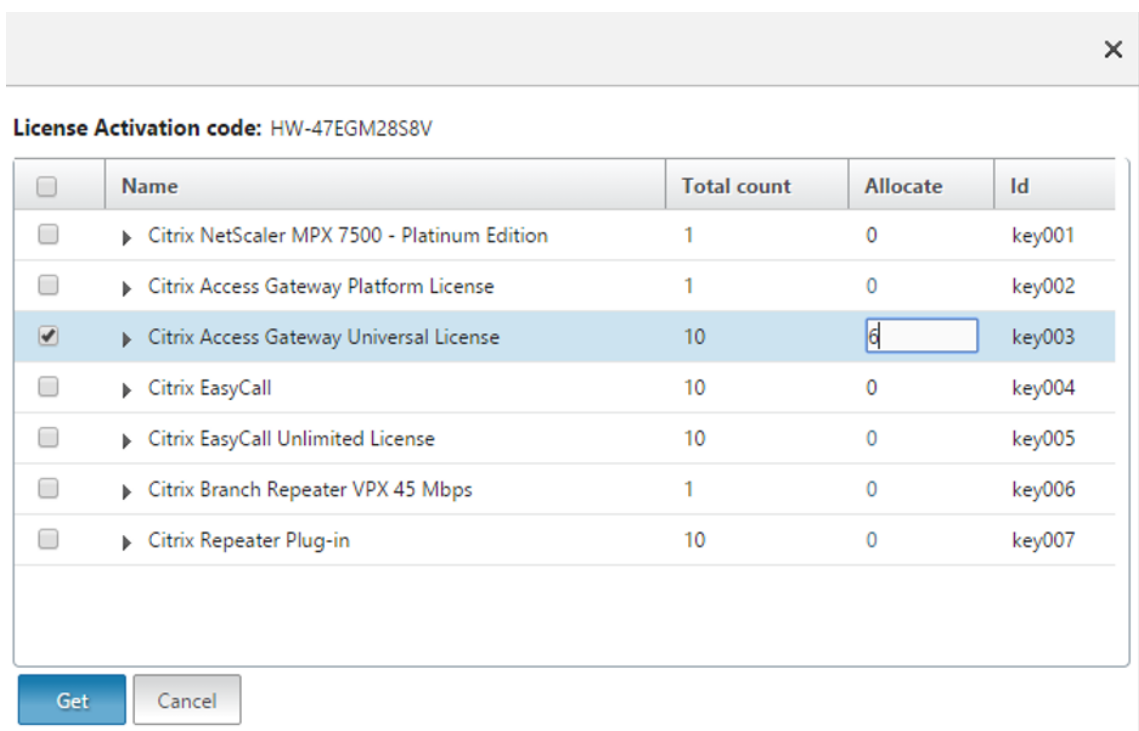 License Activation code: HW-47EGM28S8V
Name Total count Allocate Id
Citrix NetScaler MPX 7500 - Platinum Edition 1 0 key001
Citrix Access Gateway Platform License 1 0 key002
Citrix Access Gateway Universal License 10 6 key003
Citrix EasyCall 10 0 key004
Citrix EasyCall Unlimited License 10 0 key005
Citrix Branch Repeater VPX 45 Mbps 1 0 key006
Citrix Repeater Plug-in 10 0 key007
Get Cancel